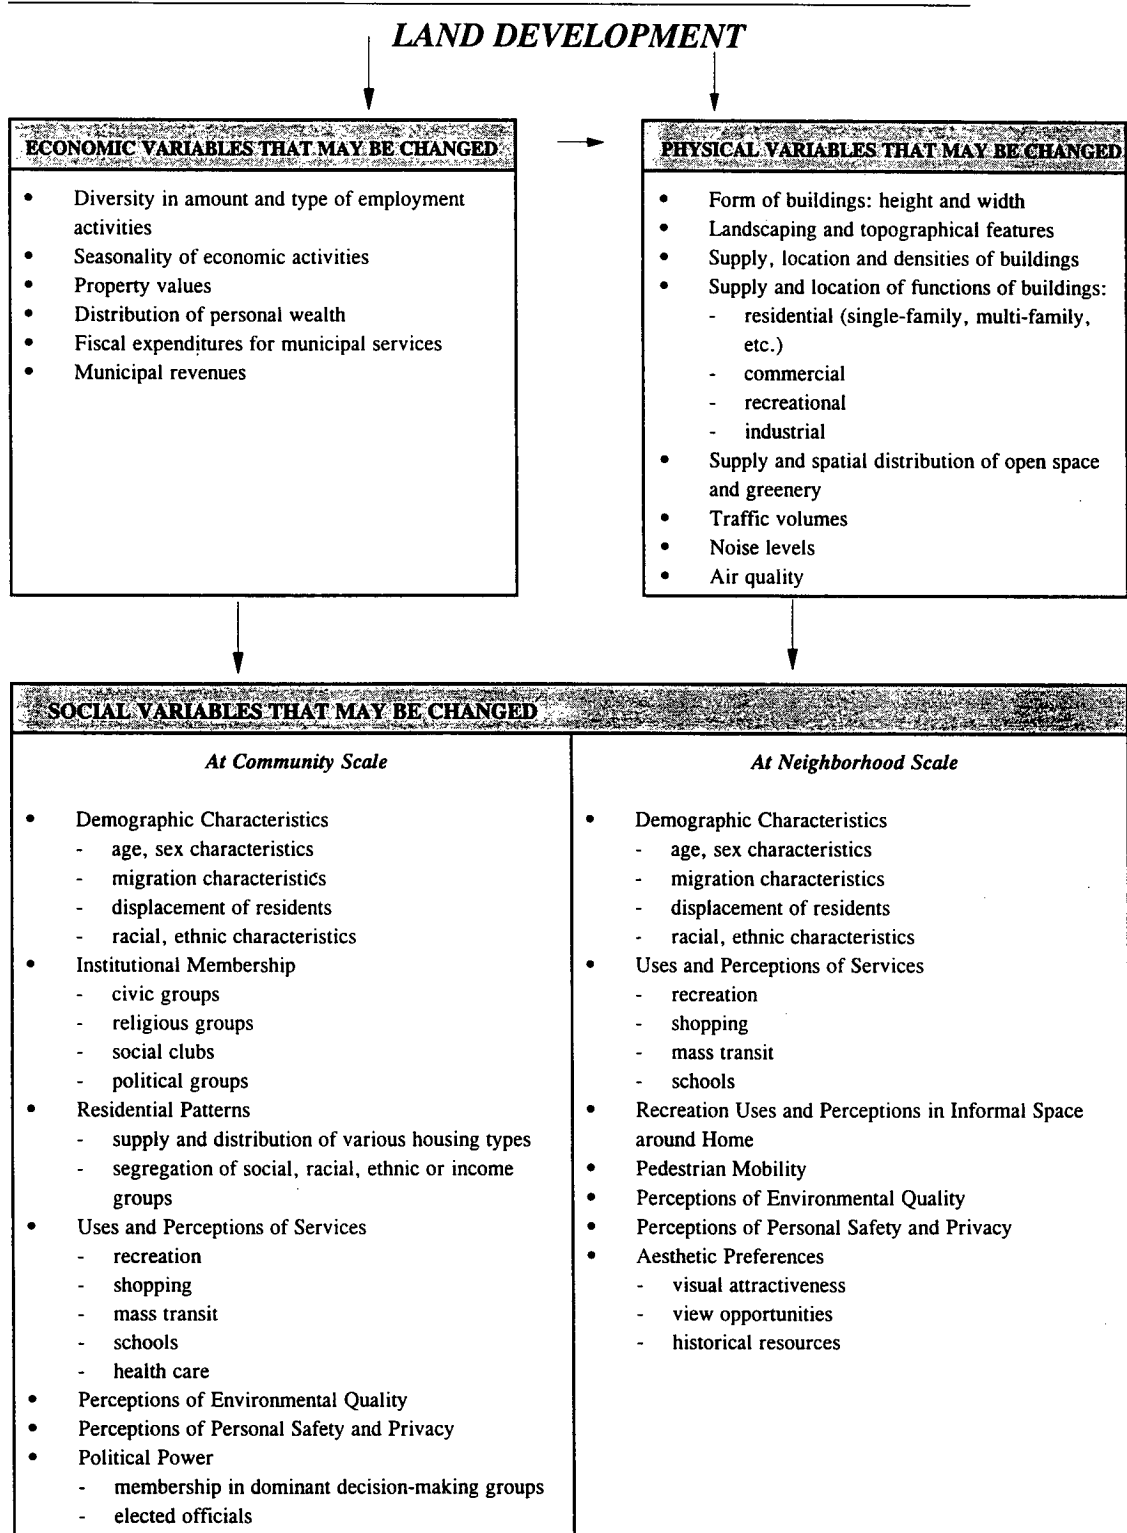 LAND DEVELOPMENT
ECONOMIC VARIABLES THAT MAY BE CHANGED
• Diversity in amount and type of employment
activities
• Seasonality of economic activities
• Property values
• Distribution of personal wealth
• Fiscal expenditures for municipal services
• Municipal revenues
PHYSICAL VARIABLES THAT MAY BE CHANGED
• Form of buildings: height and width
• Landscaping and topographical features
• Supply, location and densities of buildings
• Supply and location of functions of buildings:
- residential (single-family, multi-family,
etc.)
- commercial
- recreational
- industrial
• Supply and spatial distribution of open space
and greenery
• Traffic volumes
• Noise levels
• Air quality
SOCIAL VARIABLES THAT MAY BE CHANGED
At Community Scale
• Demographic Characteristics
- age, sex characteristics
- migration characteristics
- displacement of residents
- racial, ethnic characteristics
• Institutional Membership
- civic groups
- religious groups
- social clubs
- political groups
• Residential Patterns
- supply and distribution of various housing types
- segregation of social, racial, ethnic or income
groups
• Uses and Perceptions of Services
- recreation
- shopping
- mass transit
- schools
- health care
• Perceptions of Environmental Quality
• Perceptions of Personal Safety and Privacy
• Political Power
- membership in dominant decision-making groups
- elected officials
At Neighborhood Scale
• Demographic Characteristics
- age, sex characteristics
- migration characteristics
- displacement of residents
- racial, ethnic characteristics
• Uses and Perceptions of Services
- recreation
- shopping
- mass transit
- schools
• Recreation Uses and Perceptions in Informal Space
around Home
• Pedestrian Mobility
• Perceptions of Environmental Quality
• Perceptions of Personal Safety and Privacy
• Aesthetic Preferences
- visual attractiveness
- view opportunities
- historical resources